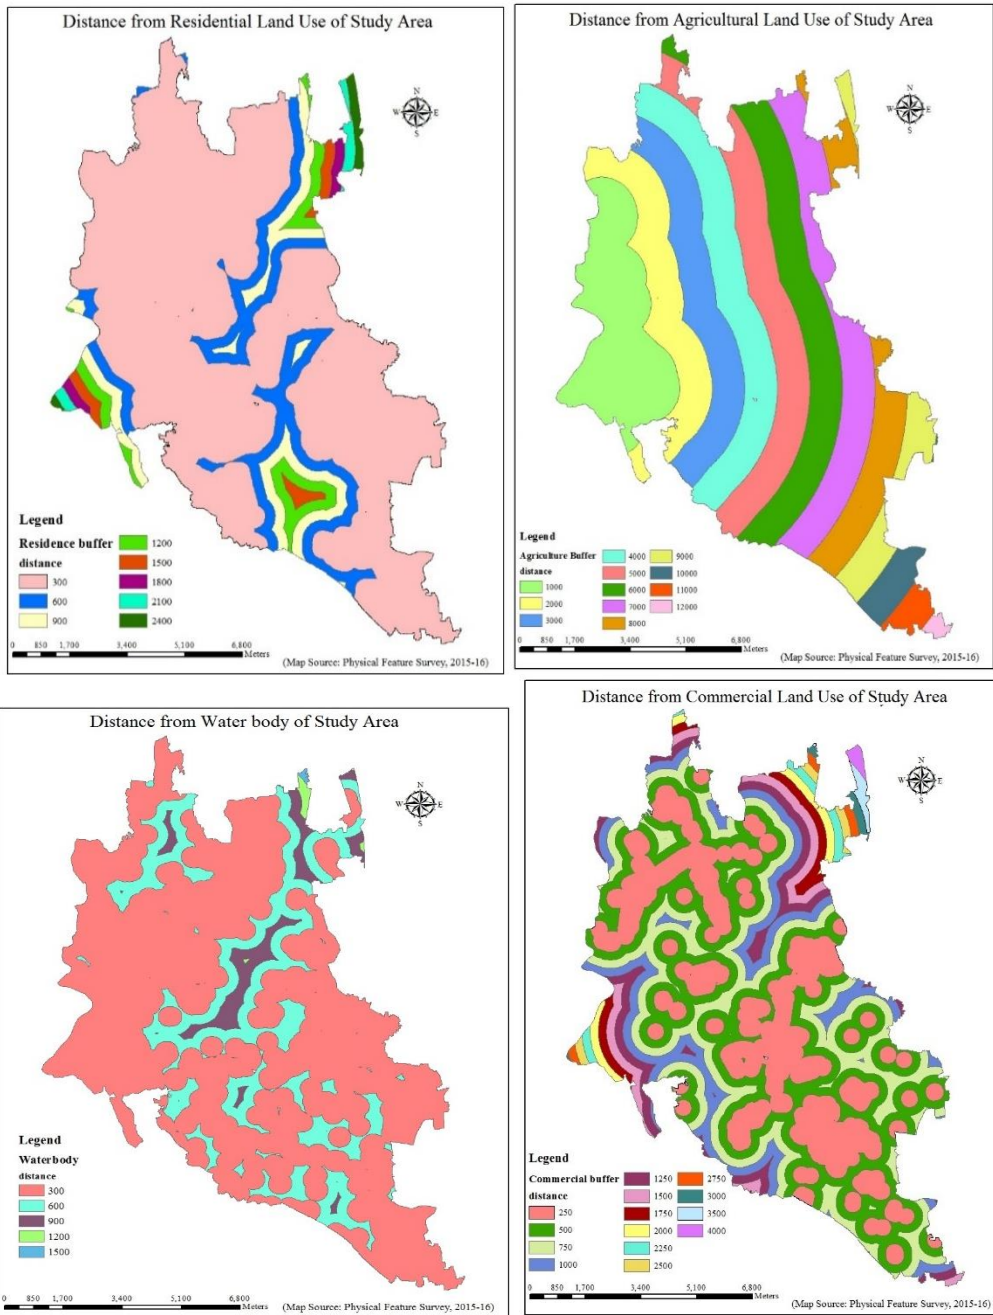 Distance from Residential Land Use of Study Area
N
W E
S
Legend
Residence buffer
distance
300
600
900
1200
1500
1800
2100
2400
0 850 1,700 3,400 5,100 6,800
Meters
(Map Source: Physical Feature Survey, 2015-16)
Distance from Agricultural Land Use of Study Area
N
W E
S
Legend
Agriculture Buffer
distance
1000
2000
3000
4000
5000
6000
7000
8000
9000
10000
11000
12000
0 850 1,700 3,400 5,100 6,800
Meters
(Map Source: Physical Feature Survey, 2015-16)
Distance from Water body of Study Area
N
W E
S
Legend
Waterbody
distance
300
600
900
1200
1500
0 850 1,700 3,400 5,100 6,800
Meters
(Map Source: Physical Feature Survey, 2015-16)
Distance from Commercial Land Use of Study Area
N
W E
S
Legend
Commercial buffer
distance
250
500
750
1000
1250
1500
1750
2000
2250
2500
2750
3000
3500
4000
0 850 1,700 3,400 5,100 6,800
Meters
(Map Source: Physical Feature Survey, 2015-16)